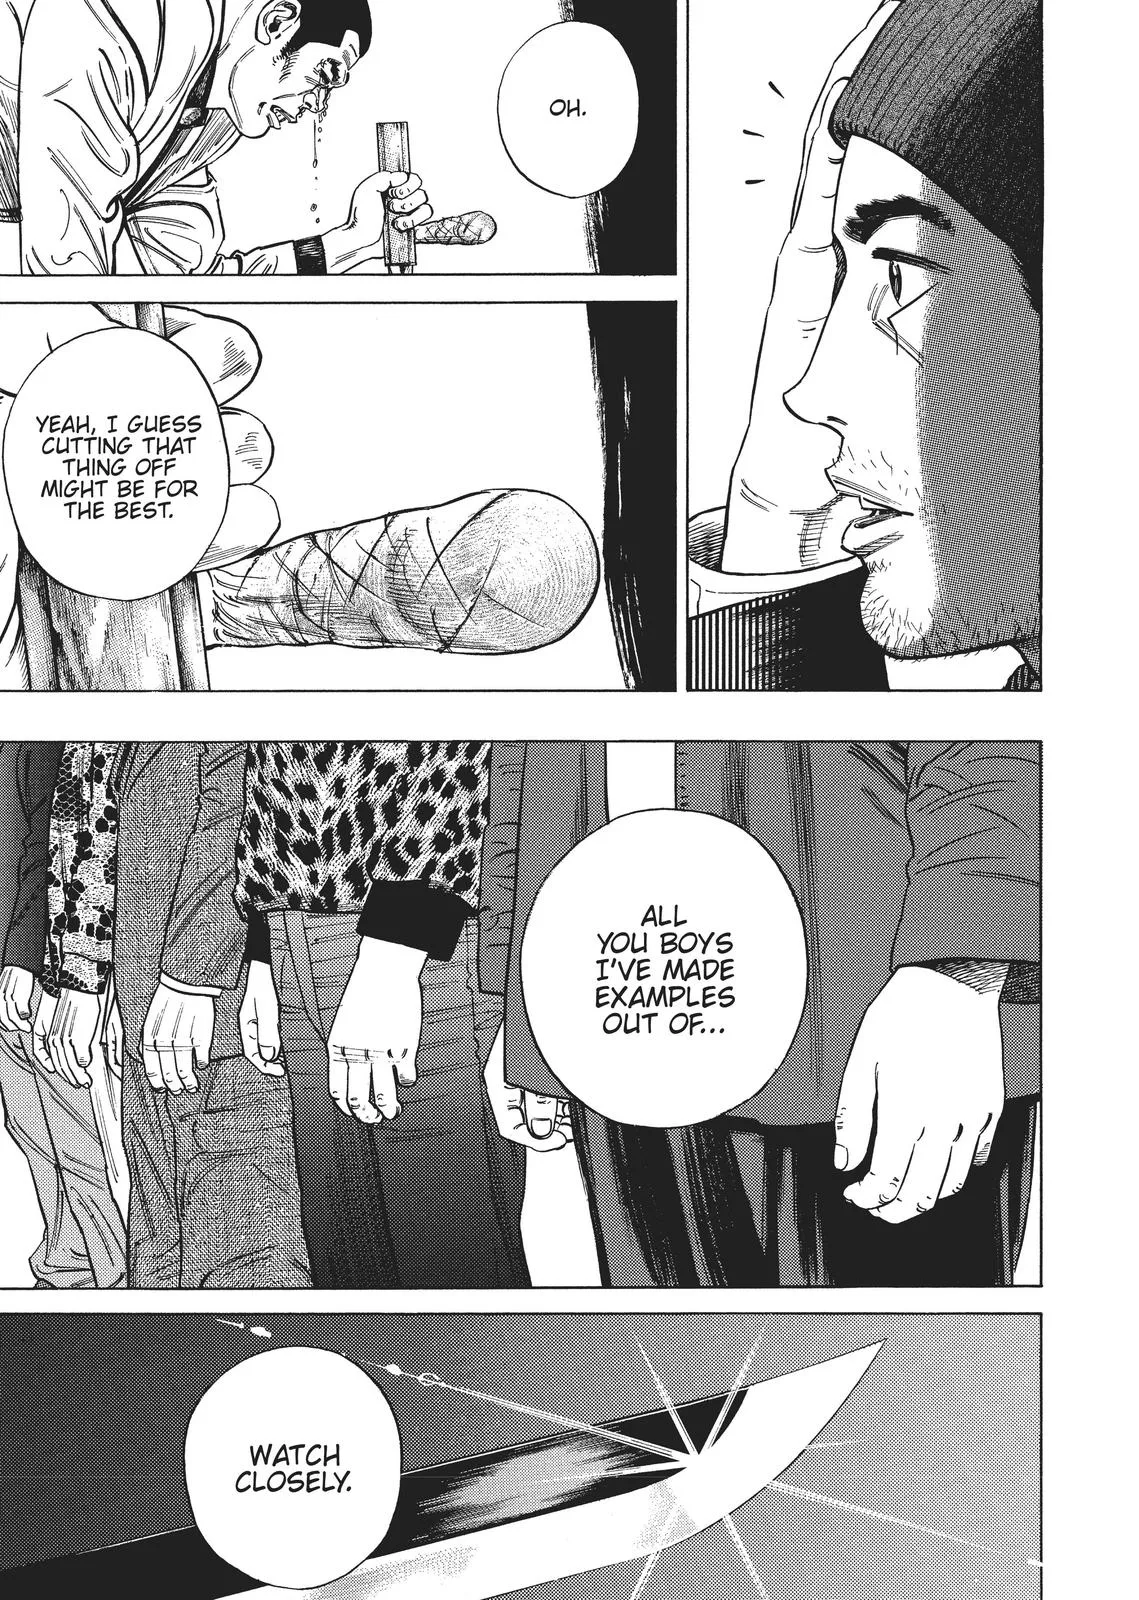 OH.
YEAH, I GUESS
CUTTING THAT
THING OFF
MIGHT BE FOR
THE BEST.
ALL
YOU BOYS
I'VE MADE
EXAMPLES
OUT OF...
WATCH
CLOSELY.